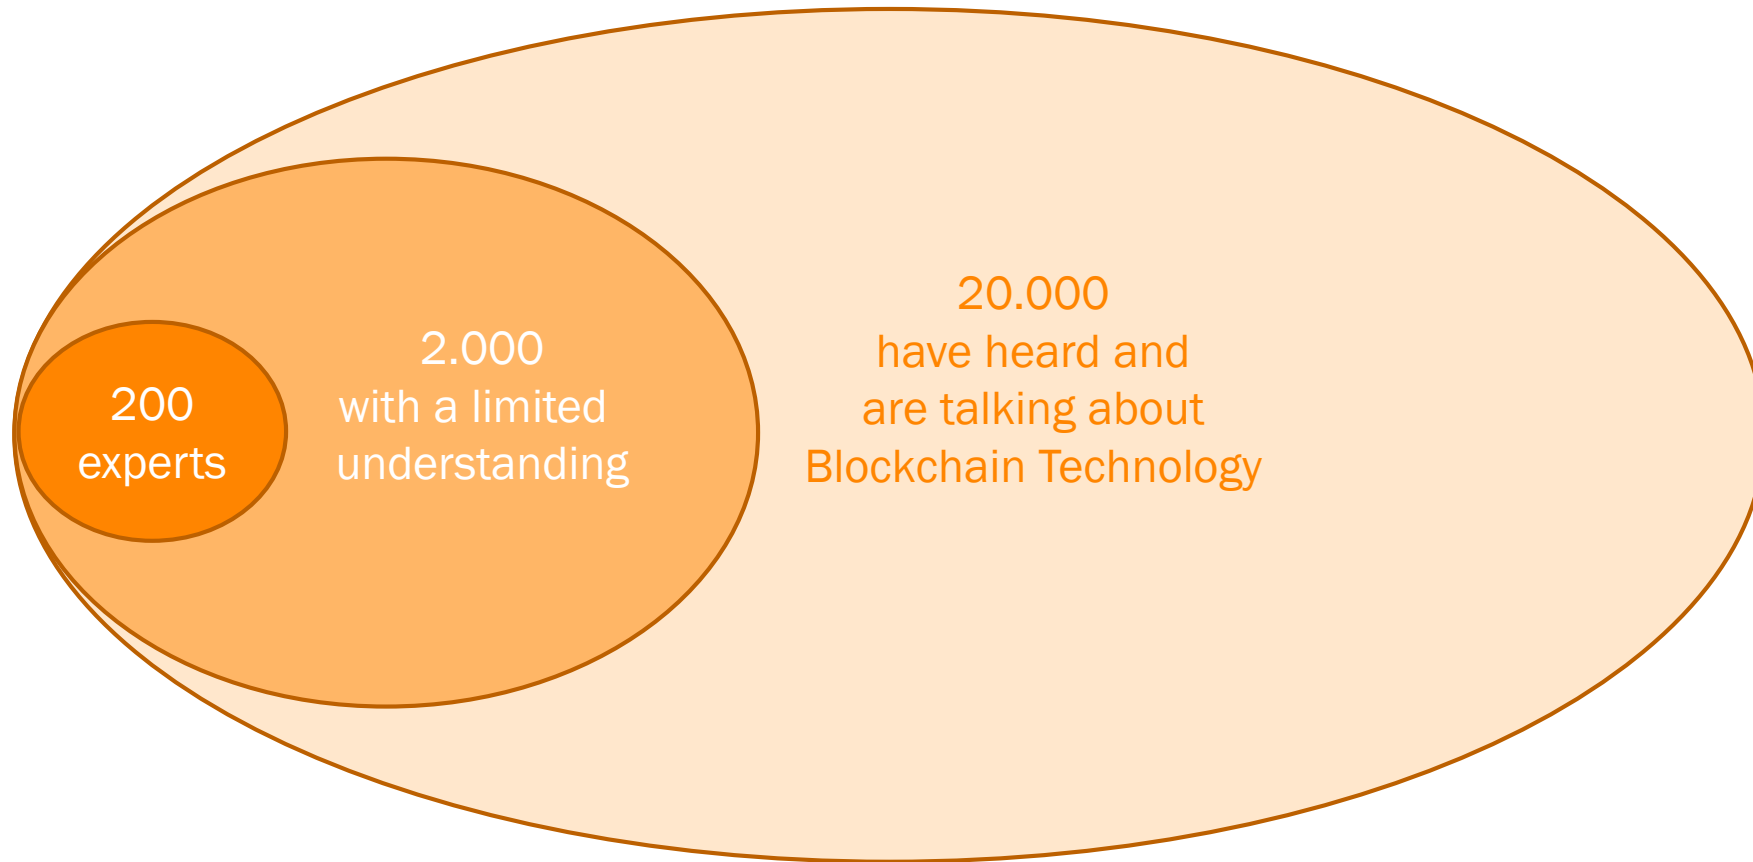 200
experts
2.000
with a limited
understanding
20.000
have heard and
are talking about
Blockchain Technology